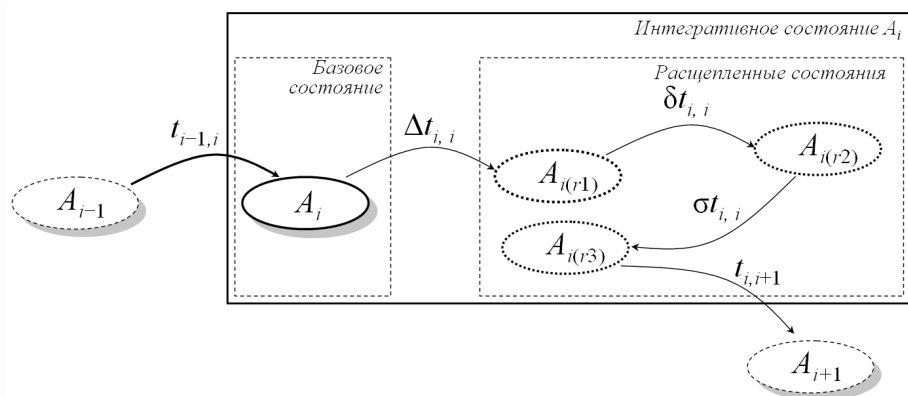 Интегративное состояние A_i
Базовое
состояние
Расщепленные состояния
t_{i−1,i}
Δt_{i, i}
δt_{i, i}
A_{i−1}
A_i
A_{i(r1)}
A_{i(r2)}
σt_{i, i}
A_{i(r3)}
t_{i,i+1}
A_{i+1}